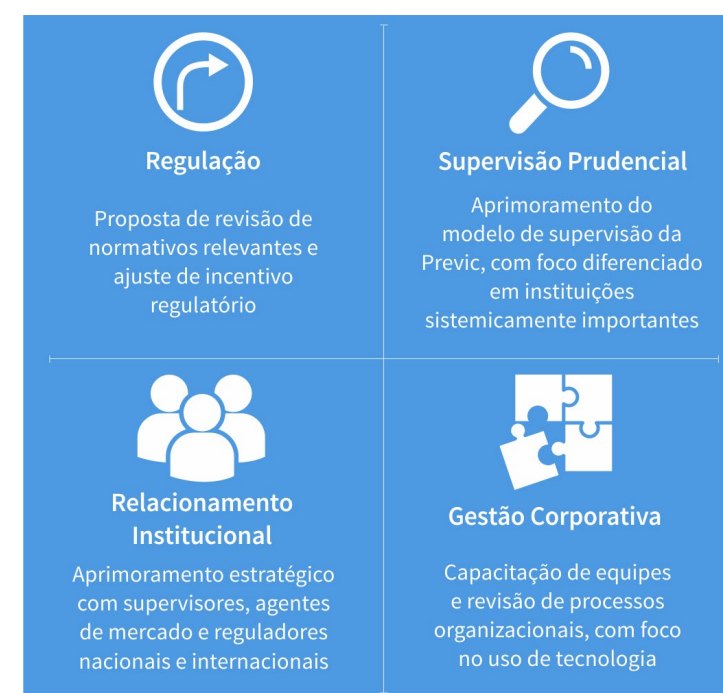 Regulação
Proposta de revisão de
normativos relevantes e
ajuste de incentivo
regulatório
Supervisão Prudencial
Aprimoramento do
modelo de supervisão da
Previc, com foco diferenciado
em instituições
sistemicamente importantes
Relacionamento
Institucional
Aprimoramento estratégico
com supervisores, agentes
de mercado e reguladores
nacionais e internacionais
Gestão Corporativa
Capacitação de equipes
e revisão de processos
organizacionais, com foco
no uso de tecnologia